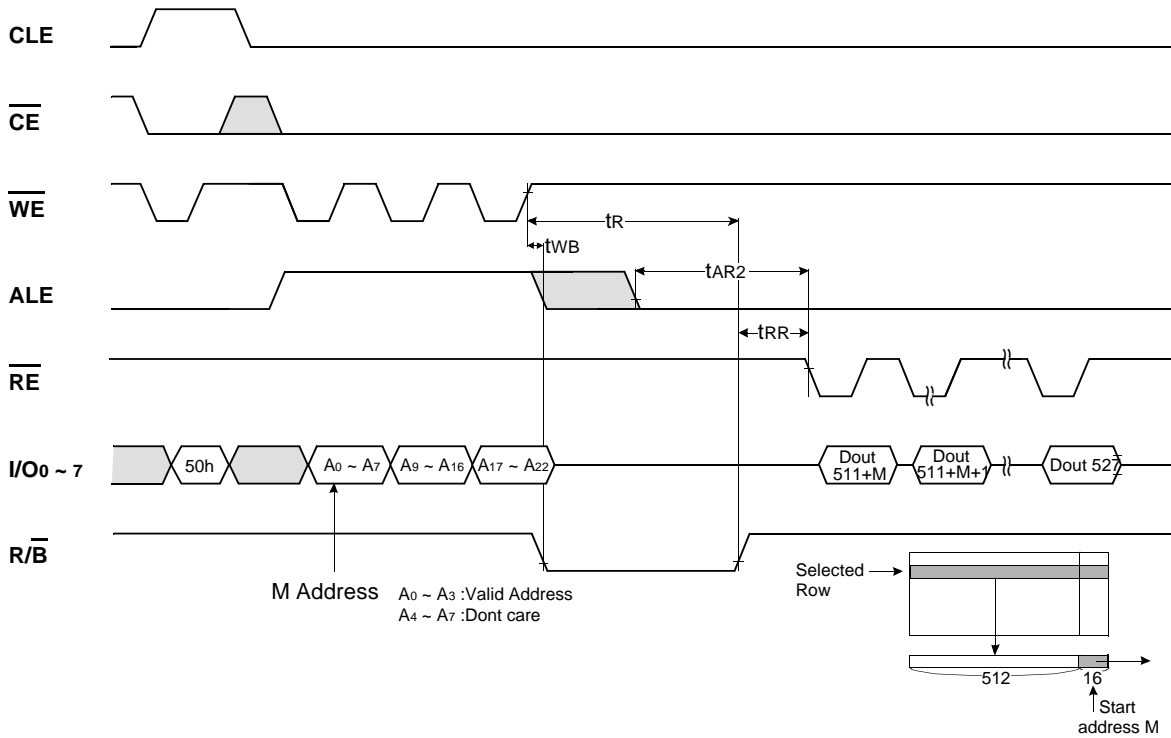 CLE
CE
WE
tR
tWB
ALE
tAR2
tRR
RE
I/O0 ~ 7
50h
A0 ~ A7
A9 ~ A16
A17 ~ A22
Dout
511+M
Dout
511+M+1
Dout 527
R/B
M Address
A0 ~ A3 :Valid Address
A4 ~ A7 :Dont care
Selected
Row
512
16
Start
address M